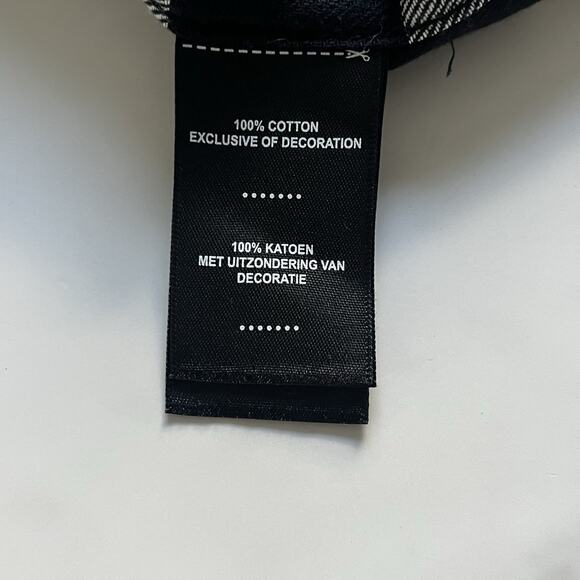 100% COTTON
EXCLUSIVE OF DECORATION
100% KATOEN
MET UITZONDERING VAN
DECORATIE